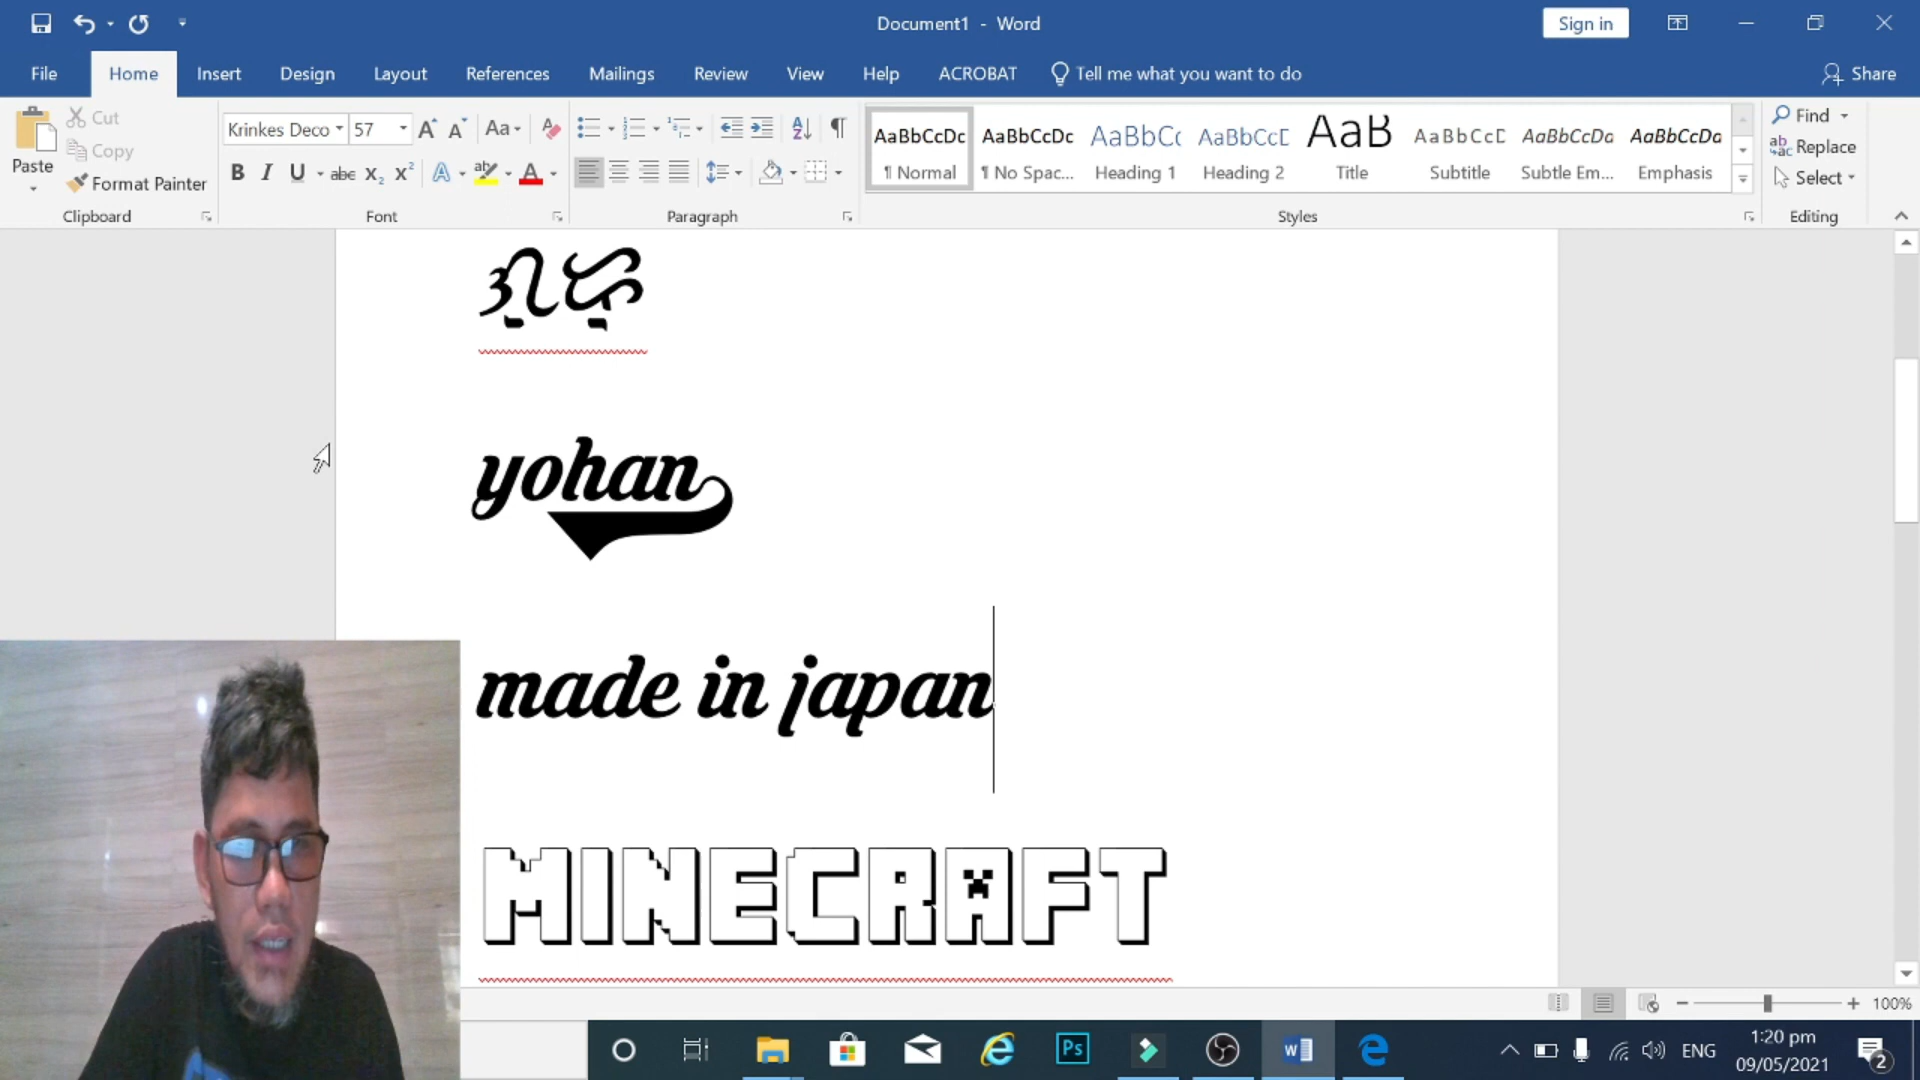 Document1 - Word
Sign in
File Home Insert Design Layout References Mailings Review View Help ACROBAT Tell me what you want to do Share
Paste
Cut
Copy
Format Painter
Clipboard
Krinkes Deco 57
Font
Paragraph
AaBbCcDc AaBbCcDc AaBbCc AaBbCcD AaB AaBbCcD AaBbCcDa AaBbCcDa
¶ Normal ¶ No Spac... Heading 1 Heading 2 Title Subtitle Subtle Em... Emphasis
Styles
Find
Replace
Select
Editing
yohan
made in japan
MINECRAFT
100%
ENG
1:20 pm
09/05/2021
2